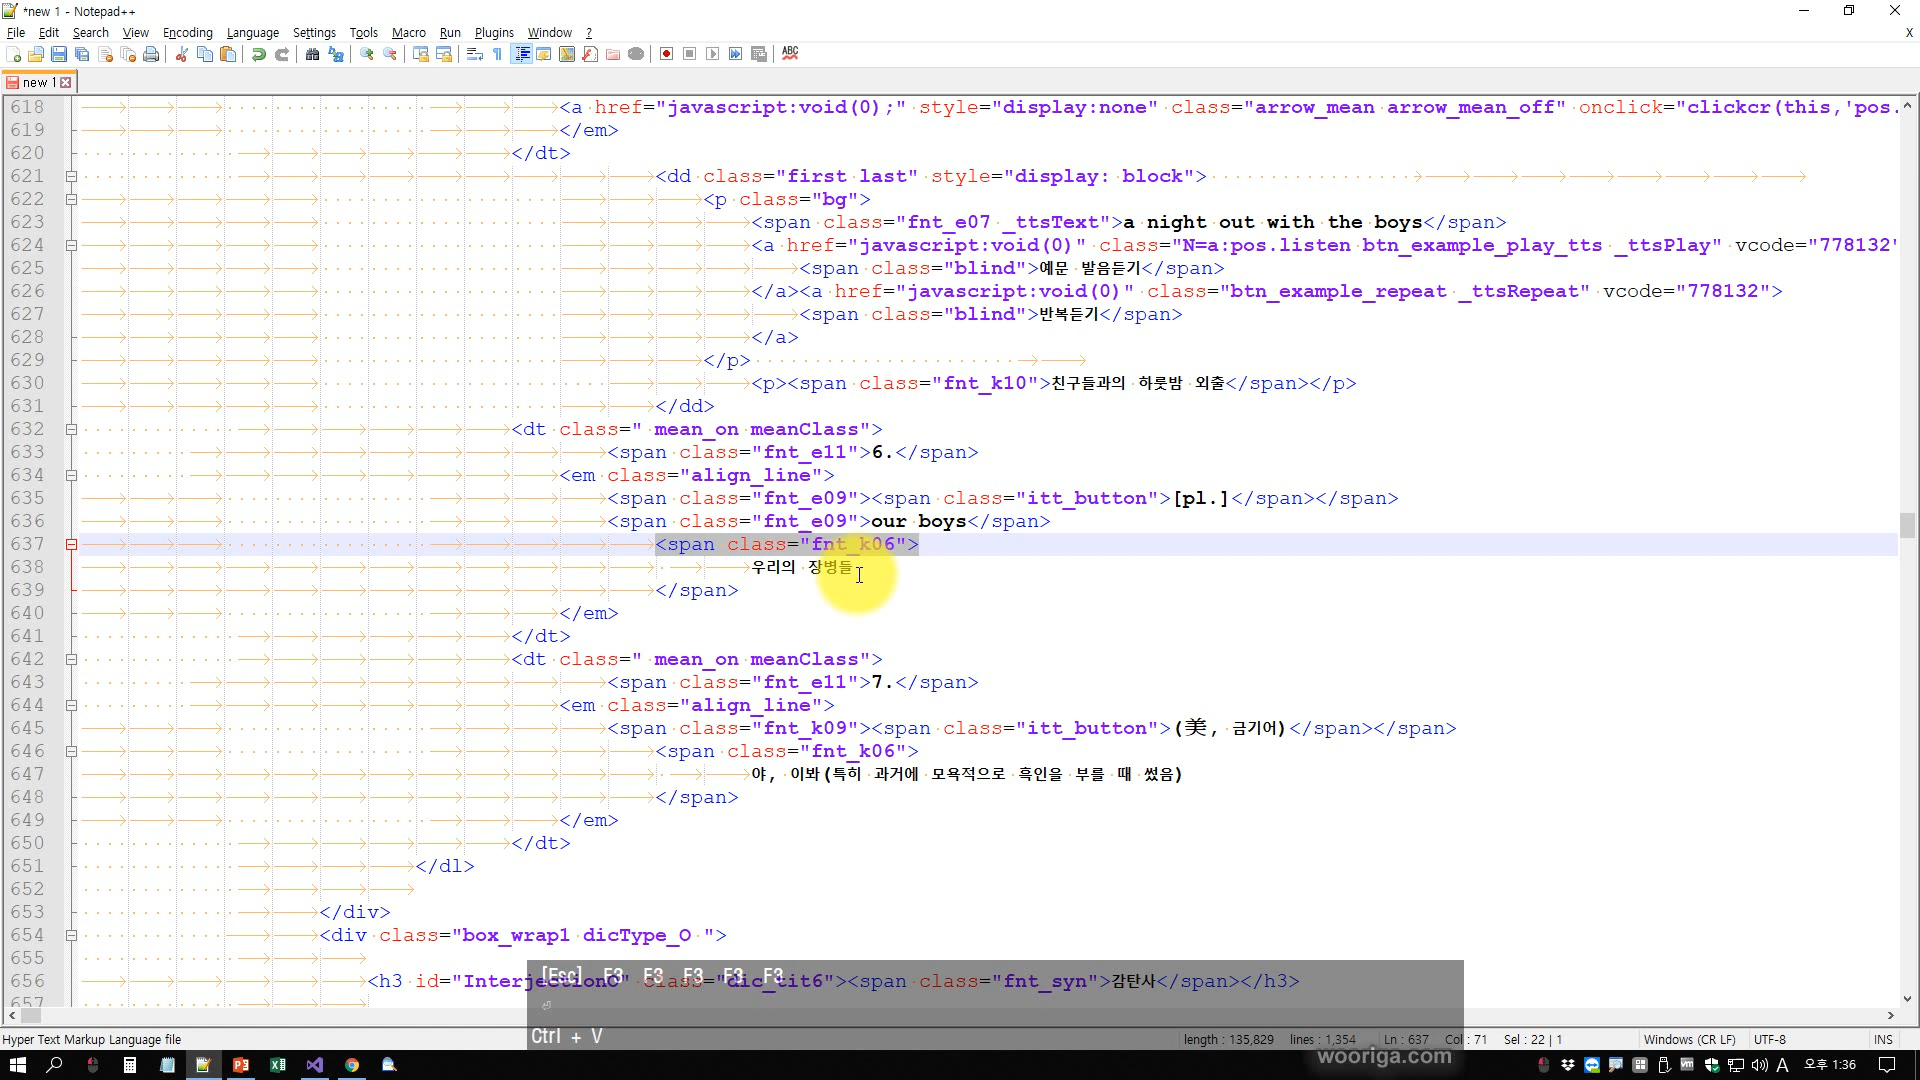 *new 1 - Notepad++
File Edit Search View Encoding Language Settings Tools Macro Run Plugins Window ? X
new 1
618 <a href="javascript:void(0);" style="display:none" class="arrow_mean arrow_mean_off" onclick="clickcr(this,'pos.
619 </em>
620 </dt>
621 <dd class="first last" style="display: block">
622 <p class="bg">
623 <span class="fnt_e07 _ttsText">a night out with the boys</span>
624 <a href="javascript:void(0)" class="N=a:pos.listen btn_example_play_tts _ttsPlay" vcode="778132"
625 <span class="blind">예문 발음듣기</span>
626 </a><a href="javascript:void(0)" class="btn_example_repeat _ttsRepeat" vcode="778132">
627 <span class="blind">반복듣기</span>
628 </a>
629 </p>
630 <p><span class="fnt_k10">친구들과의 하룻밤 외출</span></p>
631 </dd>
632 <dt class=" mean_on meanClass">
633 <span class="fnt_e11">6.</span>
634 <em class="align_line">
635 <span class="fnt_e09"><span class="itt_button">[pl.]</span></span>
636 <span class="fnt_e09">our boys</span>
637 <span class="fnt_k06">
638 우리의 장병들
639 </span>
640 </em>
641 </dt>
642 <dt class=" mean_on meanClass">
643 <span class="fnt_e11">7.</span>
644 <em class="align_line">
645 <span class="fnt_k09"><span class="itt_button">(美, 금기어)</span></span>
646 <span class="fnt_k06">
647 야, 이봐(특히 과거에 모욕적으로 흑인을 부를 때 썼음)
648 </span>
649 </em>
650 </dt>
651 </dl>
652
653 </div>
654 <div class="box_wrap1 dicType_O ">
655
656 <h3 id="InterjectionO" class="dic_tit6"><span class="fnt_syn">감탄사</span></h3>
657
[Esc] F3 F3 F3 F3 F3
Ctrl + V
Hyper Text Markup Language file length : 135,829 lines : 1,354 Ln : 637 Col : 71 Sel : 22 | 1 Windows (CR LF) UTF-8 INS
wooriga.com
A 오후 1:36